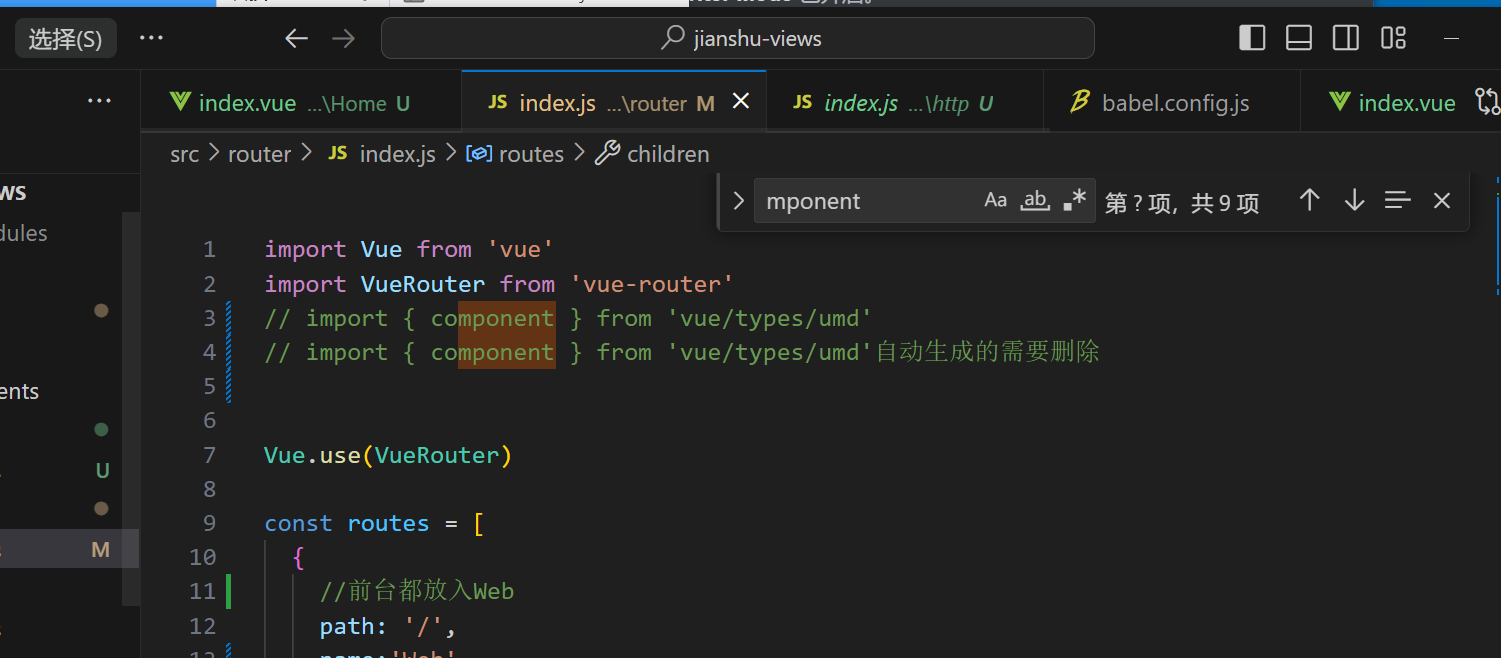 选择(S) ··· jianshu-views
index.vue ...\Home U JS index.js ...\router M JS index.js ...\http U babel.config.js index.vue
src > router > JS index.js > routes > children
mponent Aa ab 第 ? 项，共 9 项
1 import Vue from 'vue'
2 import VueRouter from 'vue-router'
3 // import { component } from 'vue/types/umd'
4 // import { component } from 'vue/types/umd'自动生成的需要删除
5
6
7 Vue.use(VueRouter)
8
9 const routes = [
10 {
11 //前台都放入Web
12 path: '/',
13 name:'Web'
ws
dules
ents
U
M